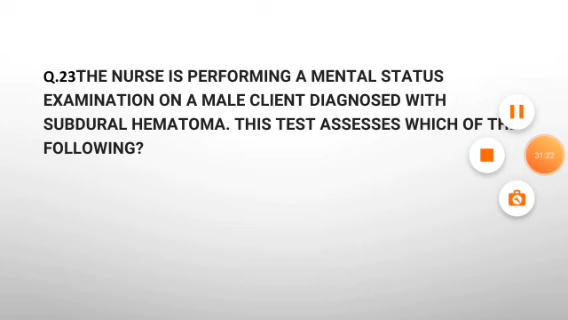 Q.23THE NURSE IS PERFORMING A MENTAL STATUS
EXAMINATION ON A MALE CLIENT DIAGNOSED WITH
SUBDURAL HEMATOMA. THIS TEST ASSESSES WHICH OF
FOLLOWING?
31:22